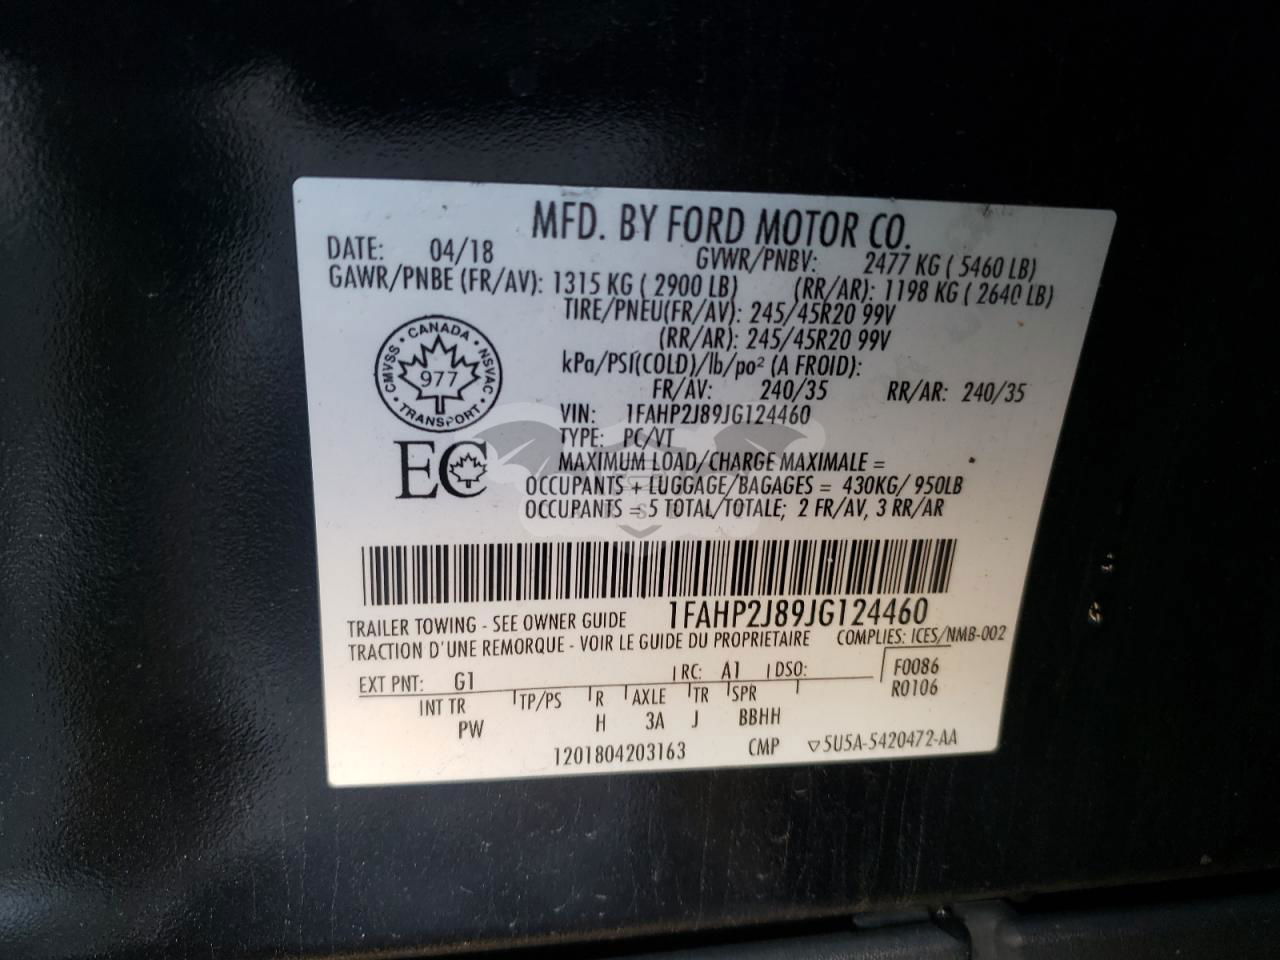 MFD. BY FORD MOTOR CO.
DATE: 04/18 GVWR/PNBV: 2477 KG ( 5460 LB)
GAWR/PNBE (FR/AV): 1315 KG ( 2900 LB) (RR/AR): 1198 KG ( 2640 LB)
TIRE/PNEU(FR/AV): 245/45R20 99V
(RR/AR): 245/45R20 99V
kPa/PSI(COLD)/lb/po² (A FROID):
FR/AV: 240/35 RR/AR: 240/35
CANADA · NSVAC · TRANSPORT · CMVSS ·
977
VIN: 1FAHP2J89JG124460
TYPE: PC/VT
EC
MAXIMUM LOAD/CHARGE MAXIMALE =
OCCUPANTS + LUGGAGE/BAGAGES = 430KG/ 950LB
OCCUPANTS = 5 TOTAL/TOTALE; 2 FR/AV, 3 RR/AR
1FAHP2J89JG124460
TRAILER TOWING - SEE OWNER GUIDE
TRACTION D'UNE REMORQUE - VOIR LE GUIDE DU PROPRIETAIRE COMPLIES: ICES/NMB-002
EXT PNT: G1 RC: A1 DSO: F0086
R0106
INT TR TP/PS R AXLE TR SPR
PW H 3A J BBHH
1201804203163 CMP ▽5U5A-5420472-AA